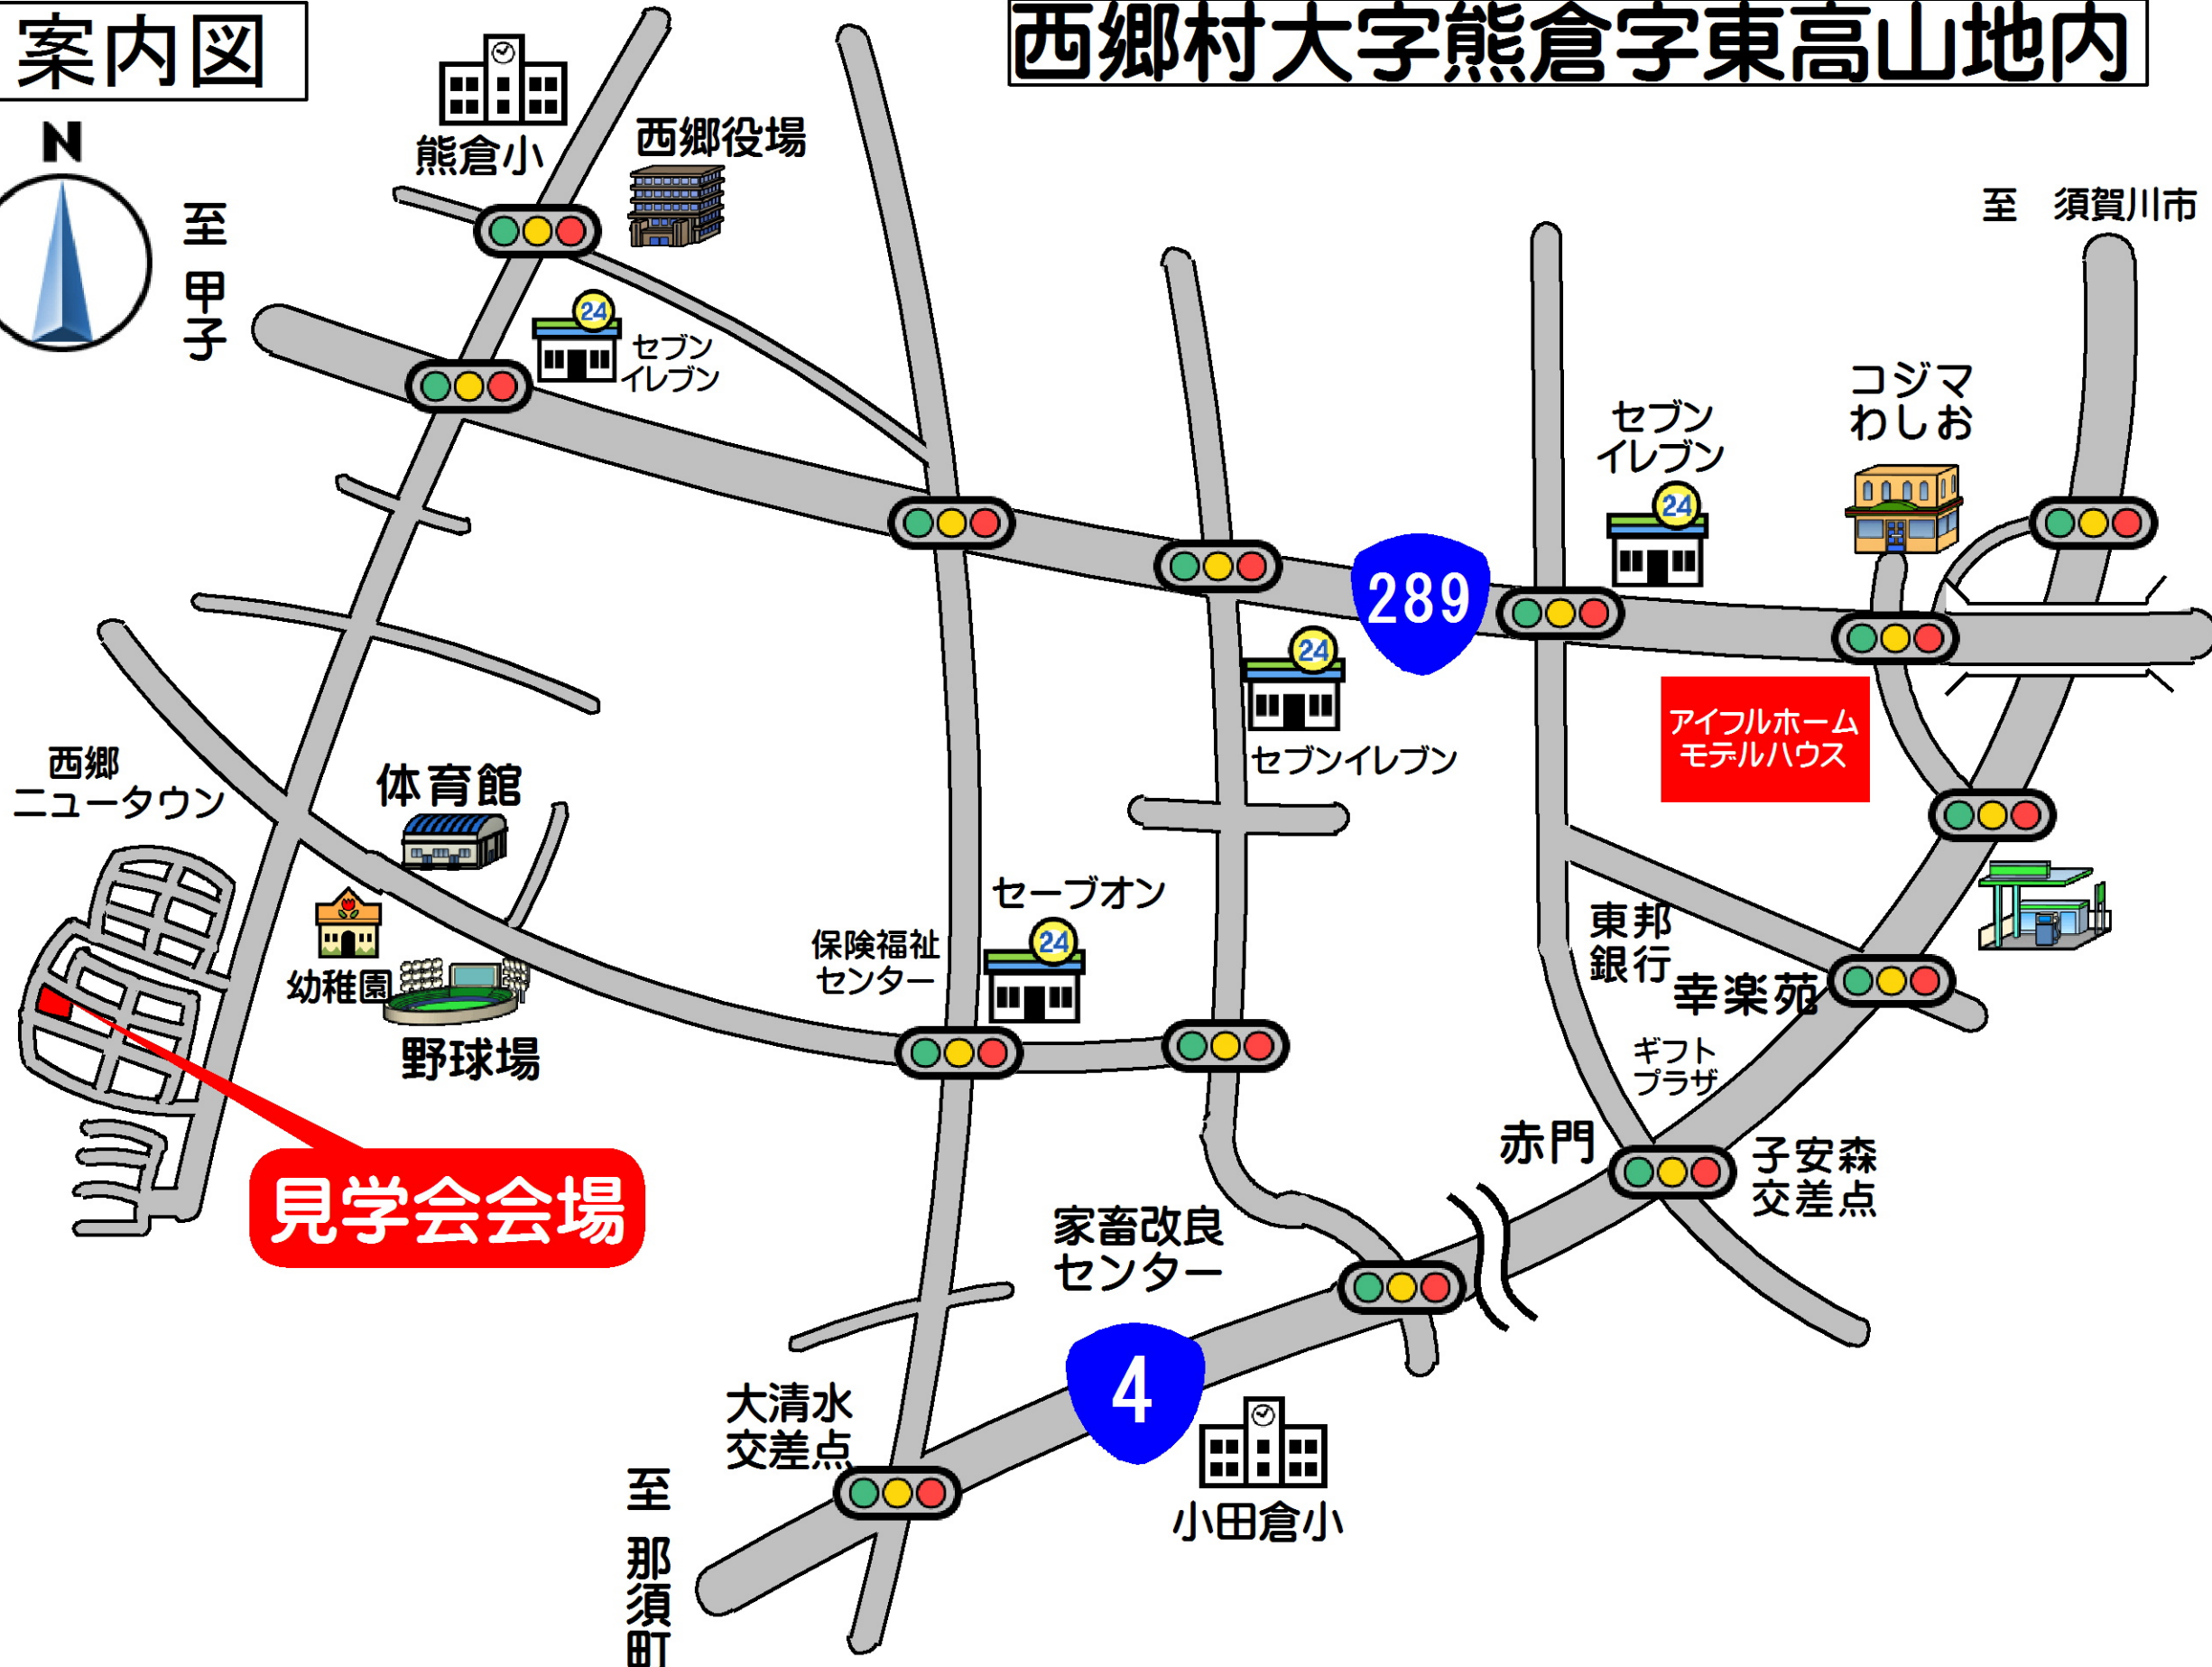 案内図
西郷村大字熊倉字東高山地内
N
熊倉小
西郷役場
至 甲子
至 須賀川市
24
セブン
イレブン
コジマ
わしお
セブン
イレブン
24
289
24
セブンイレブン
アイフルホーム
モデルハウス
西郷
ニュータウン
体育館
セーブオン
24
保険福祉
センター
東邦
銀行
幸楽苑
幼稚園
野球場
ギフト
プラザ
赤門
子安森
交差点
見学会会場
家畜改良
センター
4
大清水
交差点
小田倉小
至 那須町